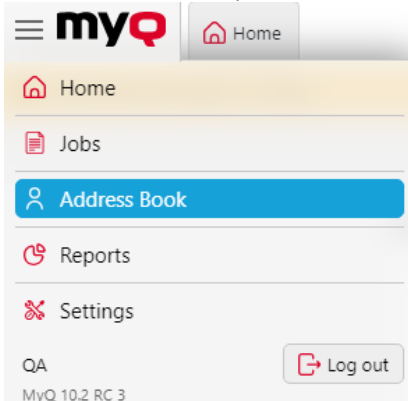 myQ Home
Home
Jobs
Address Book
Reports
Settings
QA Log out
MyQ 10.2 RC 3